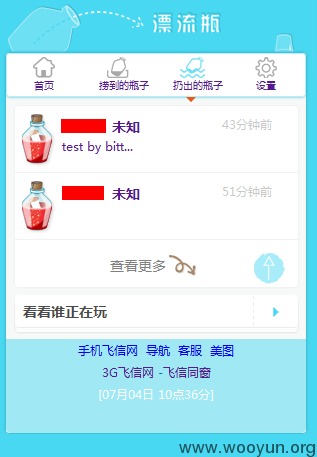 漂流瓶
首页 捞到的瓶子 扔出的瓶子 设置
未知 43分钟前
test by bitt...
未知 51分钟前
查看更多
看看谁正在玩
手机飞信网 导航 客服 美图
3G飞信网 -飞信同窗
[07月04日 10点36分]
www.wooyun.org